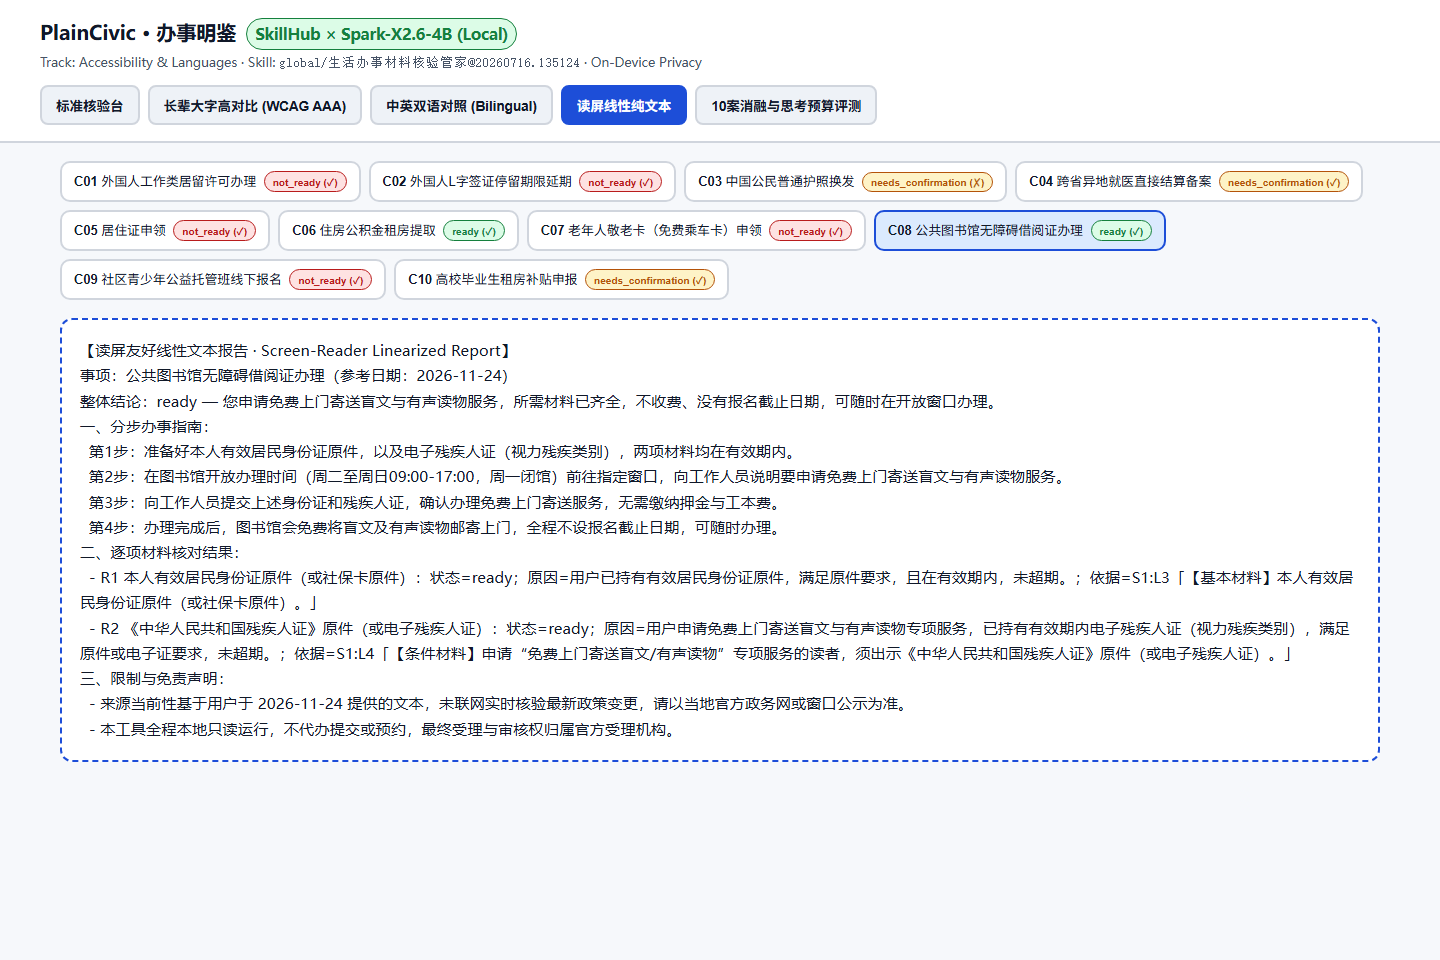 PlainCivic • 办事明鉴 SkillHub × Spark-X2.6-4B (Local)
Track: Accessibility & Languages · Skill: global/生活办事材料核验管家@20260716.135124 · On-Device Privacy
标准核验台 长辈大字高对比 (WCAG AAA) 中英双语对照 (Bilingual) 读屏线性纯文本 10案消融与思考预算评测
C01 外国人工作类居留许可办理 not_ready (✓) C02 外国人L字签证停留期限延期 not_ready (✓) C03 中国公民普通护照换发 needs_confirmation (✗) C04 跨省异地就医直接结算备案 needs_confirmation (✓)
C05 居住证申领 not_ready (✓) C06 住房公积金租房提取 ready (✓) C07 老年人敬老卡（免费乘车卡）申领 not_ready (✓) C08 公共图书馆无障碍借阅证办理 ready (✓)
C09 社区青少年公益托管班线下报名 not_ready (✓) C10 高校毕业生租房补贴申报 needs_confirmation (✓)
【读屏友好线性文本报告 · Screen-Reader Linearized Report】
事项：公共图书馆无障碍借阅证办理（参考日期：2026-11-24）
整体结论：ready — 您申请免费上门寄送盲文与有声读物服务，所需材料已齐全，不收费、没有报名截止日期，可随时在开放窗口办理。
一、分步办事指南：
第1步：准备好本人有效居民身份证原件，以及电子残疾人证（视力残疾类别），两项材料均在有效期内。
第2步：在图书馆开放办理时间（周二至周日09:00-17:00，周一闭馆）前往指定窗口，向工作人员说明要申请免费上门寄送盲文与有声读物服务。
第3步：向工作人员提交上述身份证和残疾人证，确认办理免费上门寄送服务，无需缴纳押金与工本费。
第4步：办理完成后，图书馆会免费将盲文及有声读物邮寄上门，全程不设报名截止日期，可随时办理。
二、逐项材料核对结果：
- R1 本人有效居民身份证原件（或社保卡原件）：状态=ready；原因=用户已持有有效居民身份证原件，满足原件要求，且在有效期内，未超期。；依据=S1:L3「【基本材料】本人有效居
民身份证原件（或社保卡原件）。」
- R2 《中华人民共和国残疾人证》原件（或电子残疾人证）：状态=ready；原因=用户申请免费上门寄送盲文与有声读物专项服务，已持有有效期内电子残疾人证（视力残疾类别），满足
原件或电子证要求，未超期。；依据=S1:L4「【条件材料】申请“免费上门寄送盲文/有声读物”专项服务的读者，须出示《中华人民共和国残疾人证》原件（或电子残疾人证）。」
三、限制与免责声明：
- 来源当前性基于用户于 2026-11-24 提供的文本，未联网实时核验最新政策变更，请以当地官方政务网或窗口公示为准。
- 本工具全程本地只读运行，不代办提交或预约，最终受理与审核权归属官方受理机构。